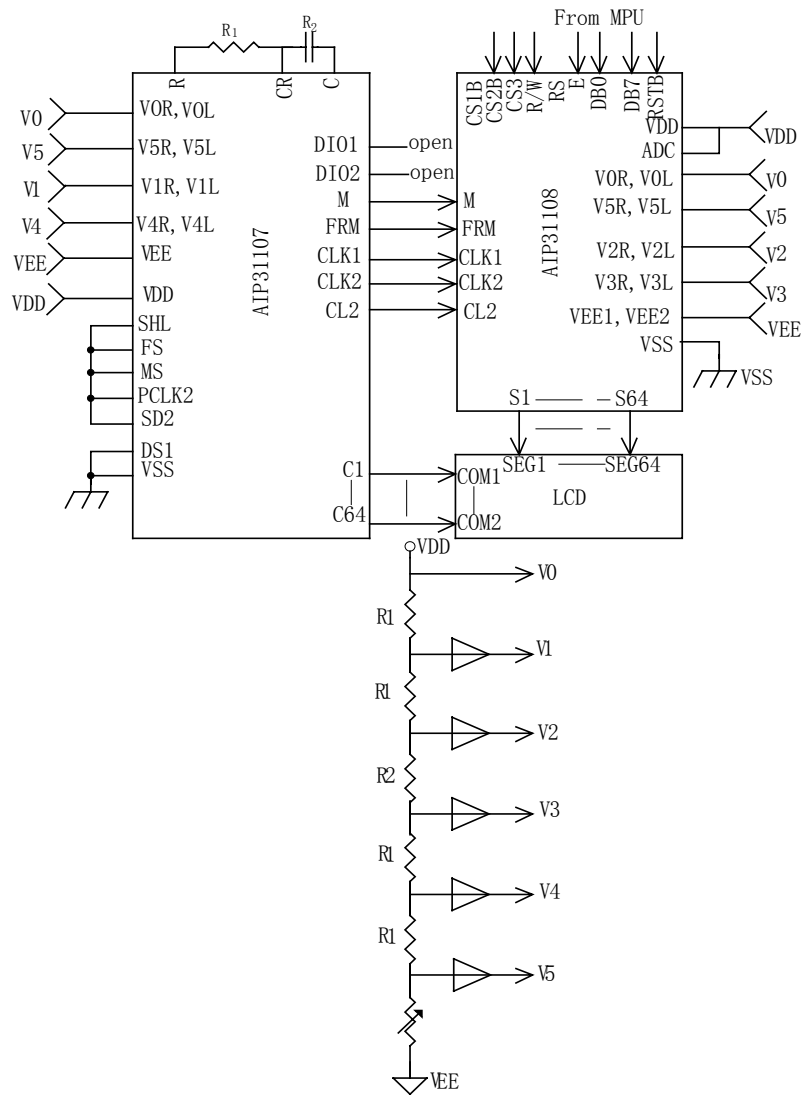 From MPU
R1
R2
R
CR
C
CS1B
CS2B
CS3
R/W
RS
E
DB0
DB7
RSTB
V0
V0R, V0L
V5
V5R, V5L
V1
V1R, V1L
V4
V4R, V4L
VEE
VEE
VDD
VDD
SHL
FS
MS
PCLK2
SD2
DS1
VSS
AIP31107
DIO1
open
DIO2
open
M
FRM
CLK1
CLK2
CL2
C1
C64
M
FRM
CLK1
CLK2
CL2
AIP31108
VDD
VDD
ADC
V0R, V0L
V0
V5R, V5L
V5
V2R, V2L
V2
V3R, V3L
V3
VEE1, VEE2
VEE
VSS
VSS
S1
S64
SEG1
SEG64
COM1
LCD
COM2
VDD
V0
R1
V1
R1
V2
R2
V3
R1
V4
R1
V5
VEE